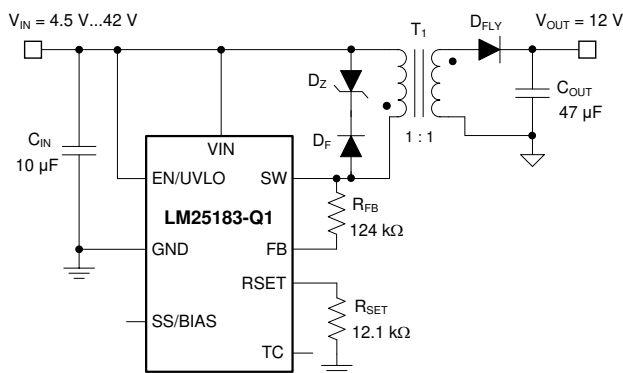 V_IN = 4.5 V...42 V
T_1
D_FLY
V_OUT = 12 V
D_Z
C_OUT
47 µF
C_IN
10 µF
D_F
1 : 1
VIN
EN/UVLO
SW
LM25183-Q1
R_FB
124 kΩ
GND
FB
RSET
SS/BIAS
R_SET
12.1 kΩ
TC